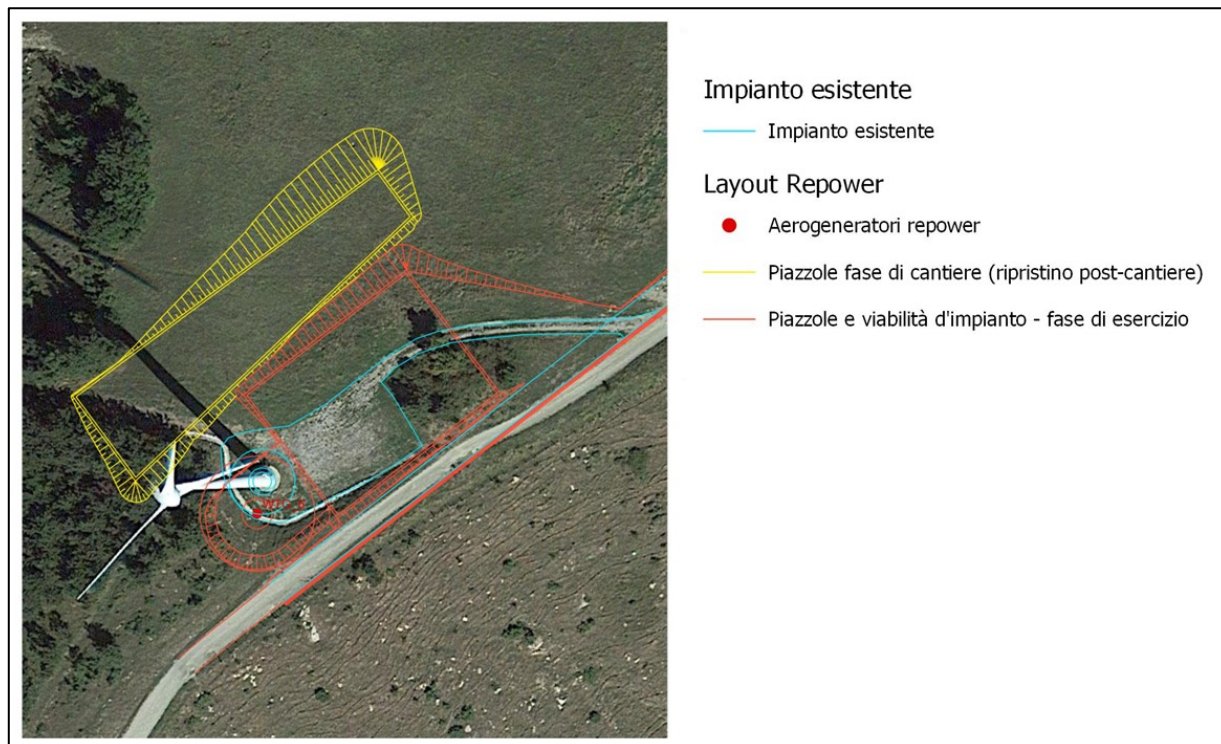 Impianto esistente
Impianto esistente
Layout Repower
Aerogeneratori repower
Piazzole fase di cantiere (ripristino post-cantiere)
Piazzole e viabilità d'impianto - fase di esercizio